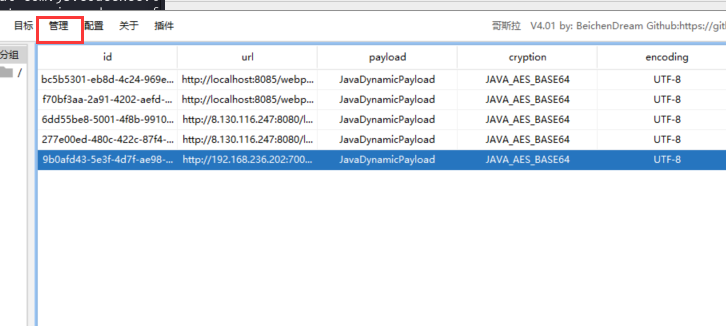 目标 管理 配置 关于 插件 哥斯拉 V4.01 by: BeichenDream Github:https://git
分组 id url payload cryption encoding
/ bc5b5301-eb8d-4c24-969e... http://localhost:8085/webp... JavaDynamicPayload JAVA_AES_BASE64 UTF-8
f70bf3aa-2a91-4202-aefd-... http://localhost:8085/webp... JavaDynamicPayload JAVA_AES_BASE64 UTF-8
6dd55be8-5001-4f8b-9910... http://8.130.116.247:8080/l... JavaDynamicPayload JAVA_AES_BASE64 UTF-8
277e00ed-480c-422c-87f4-... http://8.130.116.247:8080/... JavaDynamicPayload JAVA_AES_BASE64 UTF-8
9b0afd43-5e3f-4d7f-ae98-... http://192.168.236.202:700... JavaDynamicPayload JAVA_AES_BASE64 UTF-8